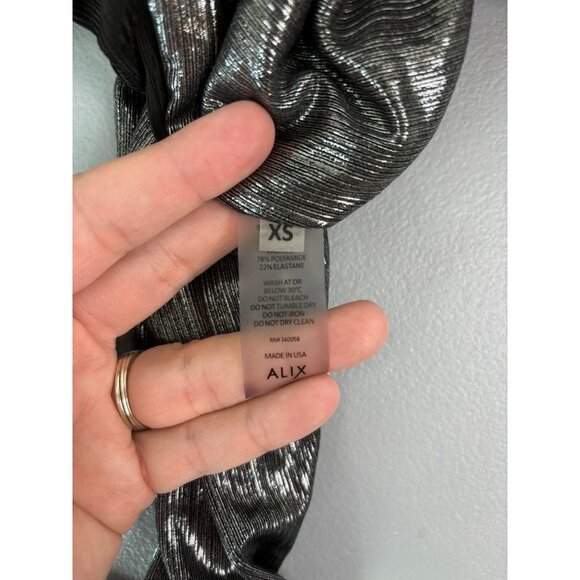 XS
78% POLYAMIDE
22% ELASTANE
WASH AT OR
BELOW 30°C
DO NOT BLEACH
DO NOT TUMBLE DRY
DO NOT IRON
DO NOT DRY CLEAN
RN# 140058
MADE IN USA
ALIX